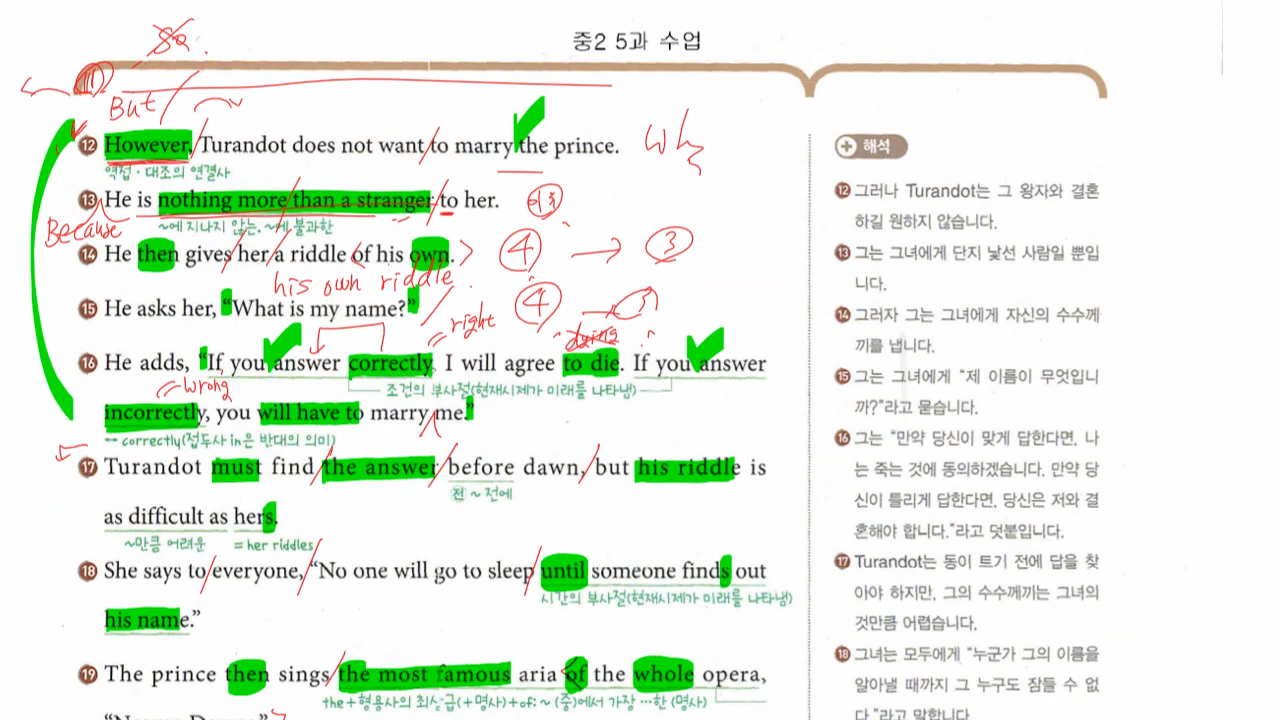 중2 5과 수업
But
⑫ However, Turandot does not want to marry the prince.
Why
역접·대조의 연결사
⑬ He is nothing more than a stranger to her.
Because
~에 지나지 않는, ~에 불과한
⑭ He then gives her a riddle of his own.
④ → ③
his own riddle.
⑮ He asks her, “What is my name?”
④ → 3
= right
dying
⑯ He adds, “If you answer correctly, I will agree to die. If you answer
= wrong
조건의 부사절(현재시제가 미래를 나타냄)
incorrectly, you will have to marry me.”
↔ correctly(접두사 in은 반대의 의미)
⑰ Turandot must find the answer before dawn, but his riddle is
전 ~ 전에
as difficult as hers.
~만큼 어려운
= her riddles
⑱ She says to everyone, “No one will go to sleep until someone finds out
시간의 부사절(현재시제가 미래를 나타냄)
his name.”
⑲ The prince then sings the most famous aria of the whole opera,
the+형용사의 최상급(+명사)+of: ~(중)에서 가장 …한 (명사)
해석
⑫ 그러나 Turandot는 그 왕자와 결혼
하길 원하지 않습니다.
⑬ 그는 그녀에게 단지 낯선 사람일 뿐입
니다.
⑭ 그러자 그는 그녀에게 자신의 수수께
끼를 냅니다.
⑮ 그는 그녀에게 “제 이름이 무엇입니
까?”라고 묻습니다.
⑯ 그는 “만약 당신이 맞게 답한다면, 나
는 죽는 것에 동의하겠습니다. 만약 당
신이 틀리게 답한다면, 당신은 저와 결
혼해야 합니다.”라고 덧붙입니다.
⑰ Turandot는 동이 트기 전에 답을 찾
아야 하지만, 그의 수수께끼는 그녀의
것만큼 어렵습니다.
⑱ 그녀는 모두에게 “누군가 그의 이름을
알아낼 때까지 그 누구도 잠들 수 없
다.”라고 말합니다